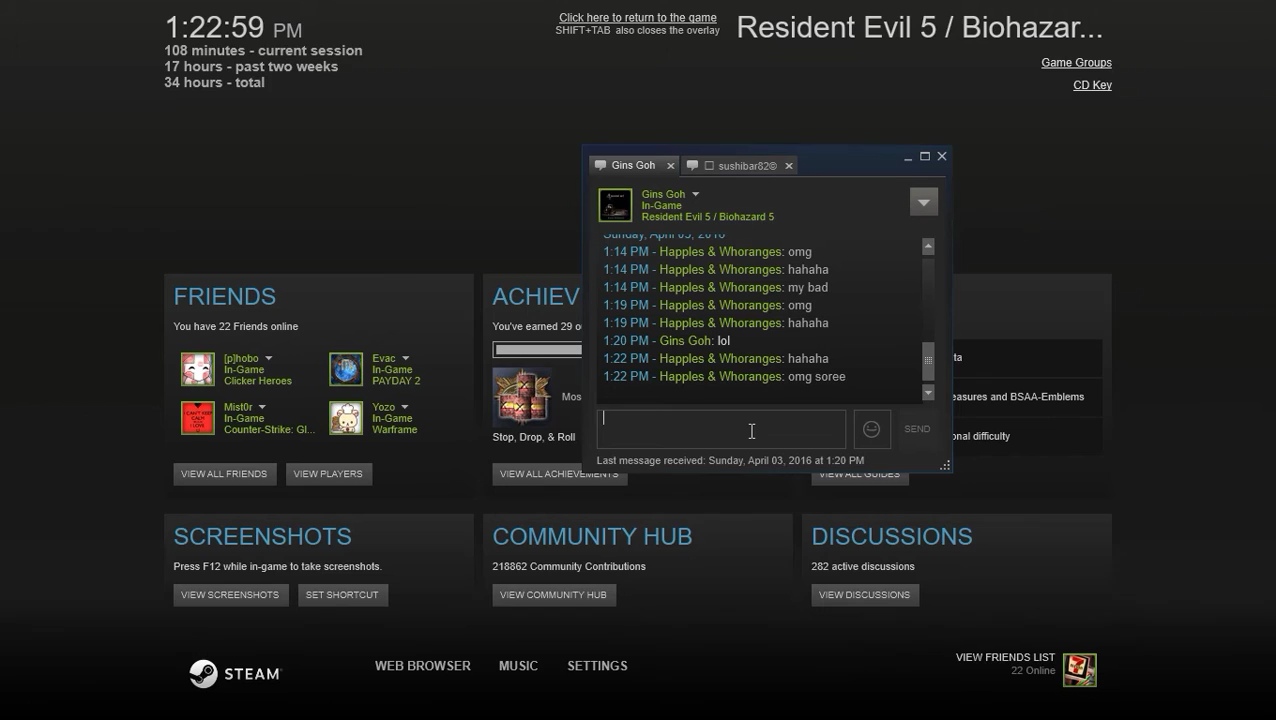 1:22:59 PM
108 minutes - current session
17 hours - past two weeks
34 hours - total
Click here to return to the game
SHIFT+TAB also closes the overlay
Resident Evil 5 / Biohazar...
Game Groups
CD Key
Gins Goh
sushibar82©
Gins Goh
In-Game
Resident Evil 5 / Biohazard 5
Sunday, April 03, 2016
1:14 PM - Happles & Whoranges: omg
1:14 PM - Happles & Whoranges: hahaha
1:14 PM - Happles & Whoranges: my bad
1:19 PM - Happles & Whoranges: omg
1:19 PM - Happles & Whoranges: hahaha
1:20 PM - Gins Goh: lol
1:22 PM - Happles & Whoranges: hahaha
1:22 PM - Happles & Whoranges: omg soree
SEND
Last message received: Sunday, April 03, 2016 at 1:20 PM
FRIENDS
You have 22 Friends online
[p]hobo
In-Game
Clicker Heroes
Evac
In-Game
PAYDAY 2
Mist0r
In-Game
Counter-Strike: Gl...
Yozo
In-Game
Warframe
VIEW ALL FRIENDS
VIEW PLAYERS
ACHIEV
You've earned 29 ou
Mos
Stop, Drop, & Roll
VIEW ALL ACHIEVEMENTS
ta
easures and BSAA-Emblems
onal difficulty
VIEW ALL GUIDES
SCREENSHOTS
Press F12 while in-game to take screenshots.
VIEW SCREENSHOTS
SET SHORTCUT
COMMUNITY HUB
218862 Community Contributions
VIEW COMMUNITY HUB
DISCUSSIONS
282 active discussions
VIEW DISCUSSIONS
STEAM
WEB BROWSER
MUSIC
SETTINGS
VIEW FRIENDS LIST
22 Online